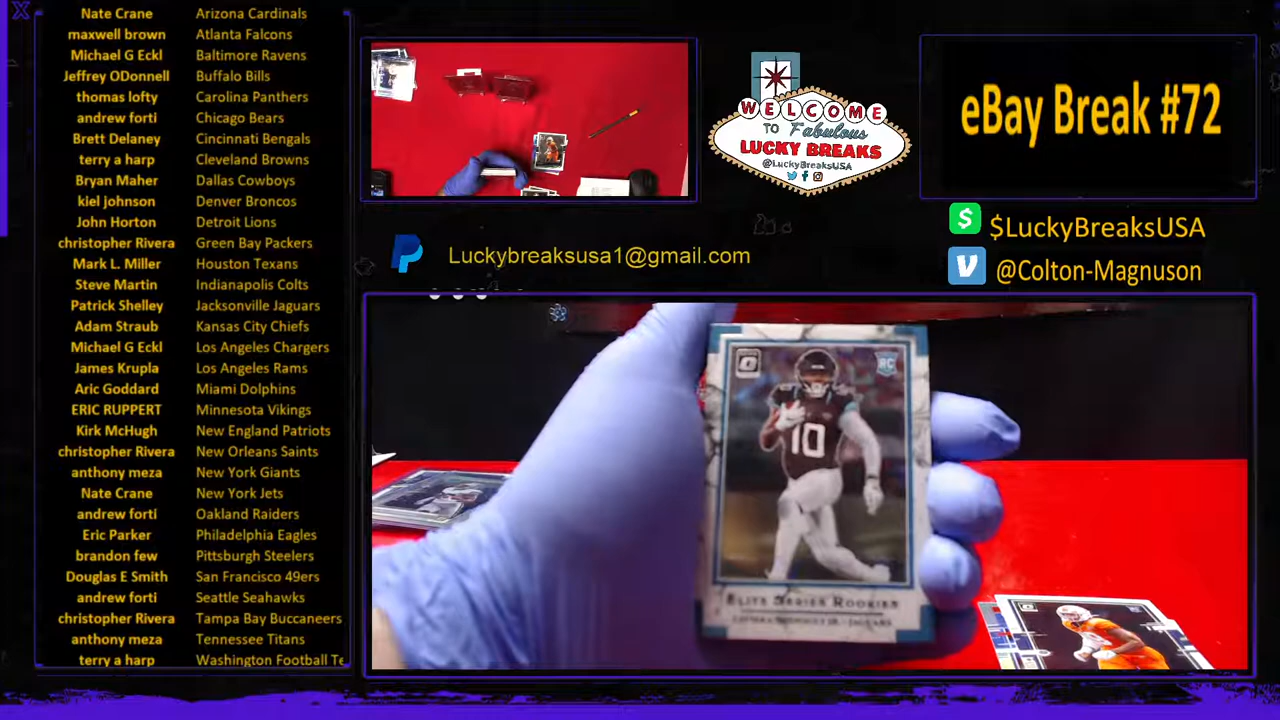 Nate Crane Arizona Cardinals
maxwell brown Atlanta Falcons
Michael G Eckl Baltimore Ravens
Jeffrey ODonnell Buffalo Bills
thomas lofty Carolina Panthers
andrew forti Chicago Bears
Brett Delaney Cincinnati Bengals
terry a harp Cleveland Browns
Bryan Maher Dallas Cowboys
kiel johnson Denver Broncos
John Horton Detroit Lions
christopher Rivera Green Bay Packers
Mark L. Miller Houston Texans
Steve Martin Indianapolis Colts
Patrick Shelley Jacksonville Jaguars
Adam Straub Kansas City Chiefs
Michael G Eckl Los Angeles Chargers
James Krupla Los Angeles Rams
Aric Goddard Miami Dolphins
ERIC RUPPERT Minnesota Vikings
Kirk McHugh New England Patriots
christopher Rivera New Orleans Saints
anthony meza New York Giants
Nate Crane New York Jets
andrew forti Oakland Raiders
Eric Parker Philadelphia Eagles
brandon few Pittsburgh Steelers
Douglas E Smith San Francisco 49ers
andrew forti Seattle Seahawks
christopher Rivera Tampa Bay Buccaneers
anthony meza Tennessee Titans
terry a harp Washington Football Te
WELCOME
TO Fabulous
LUCKY BREAKS
@LuckyBreaksUSA
eBay Break #72
$LuckyBreaksUSA
@Colton-Magnuson
Luckybreaksusa1@gmail.com
RC
10
ELITE SERIES ROOKIES